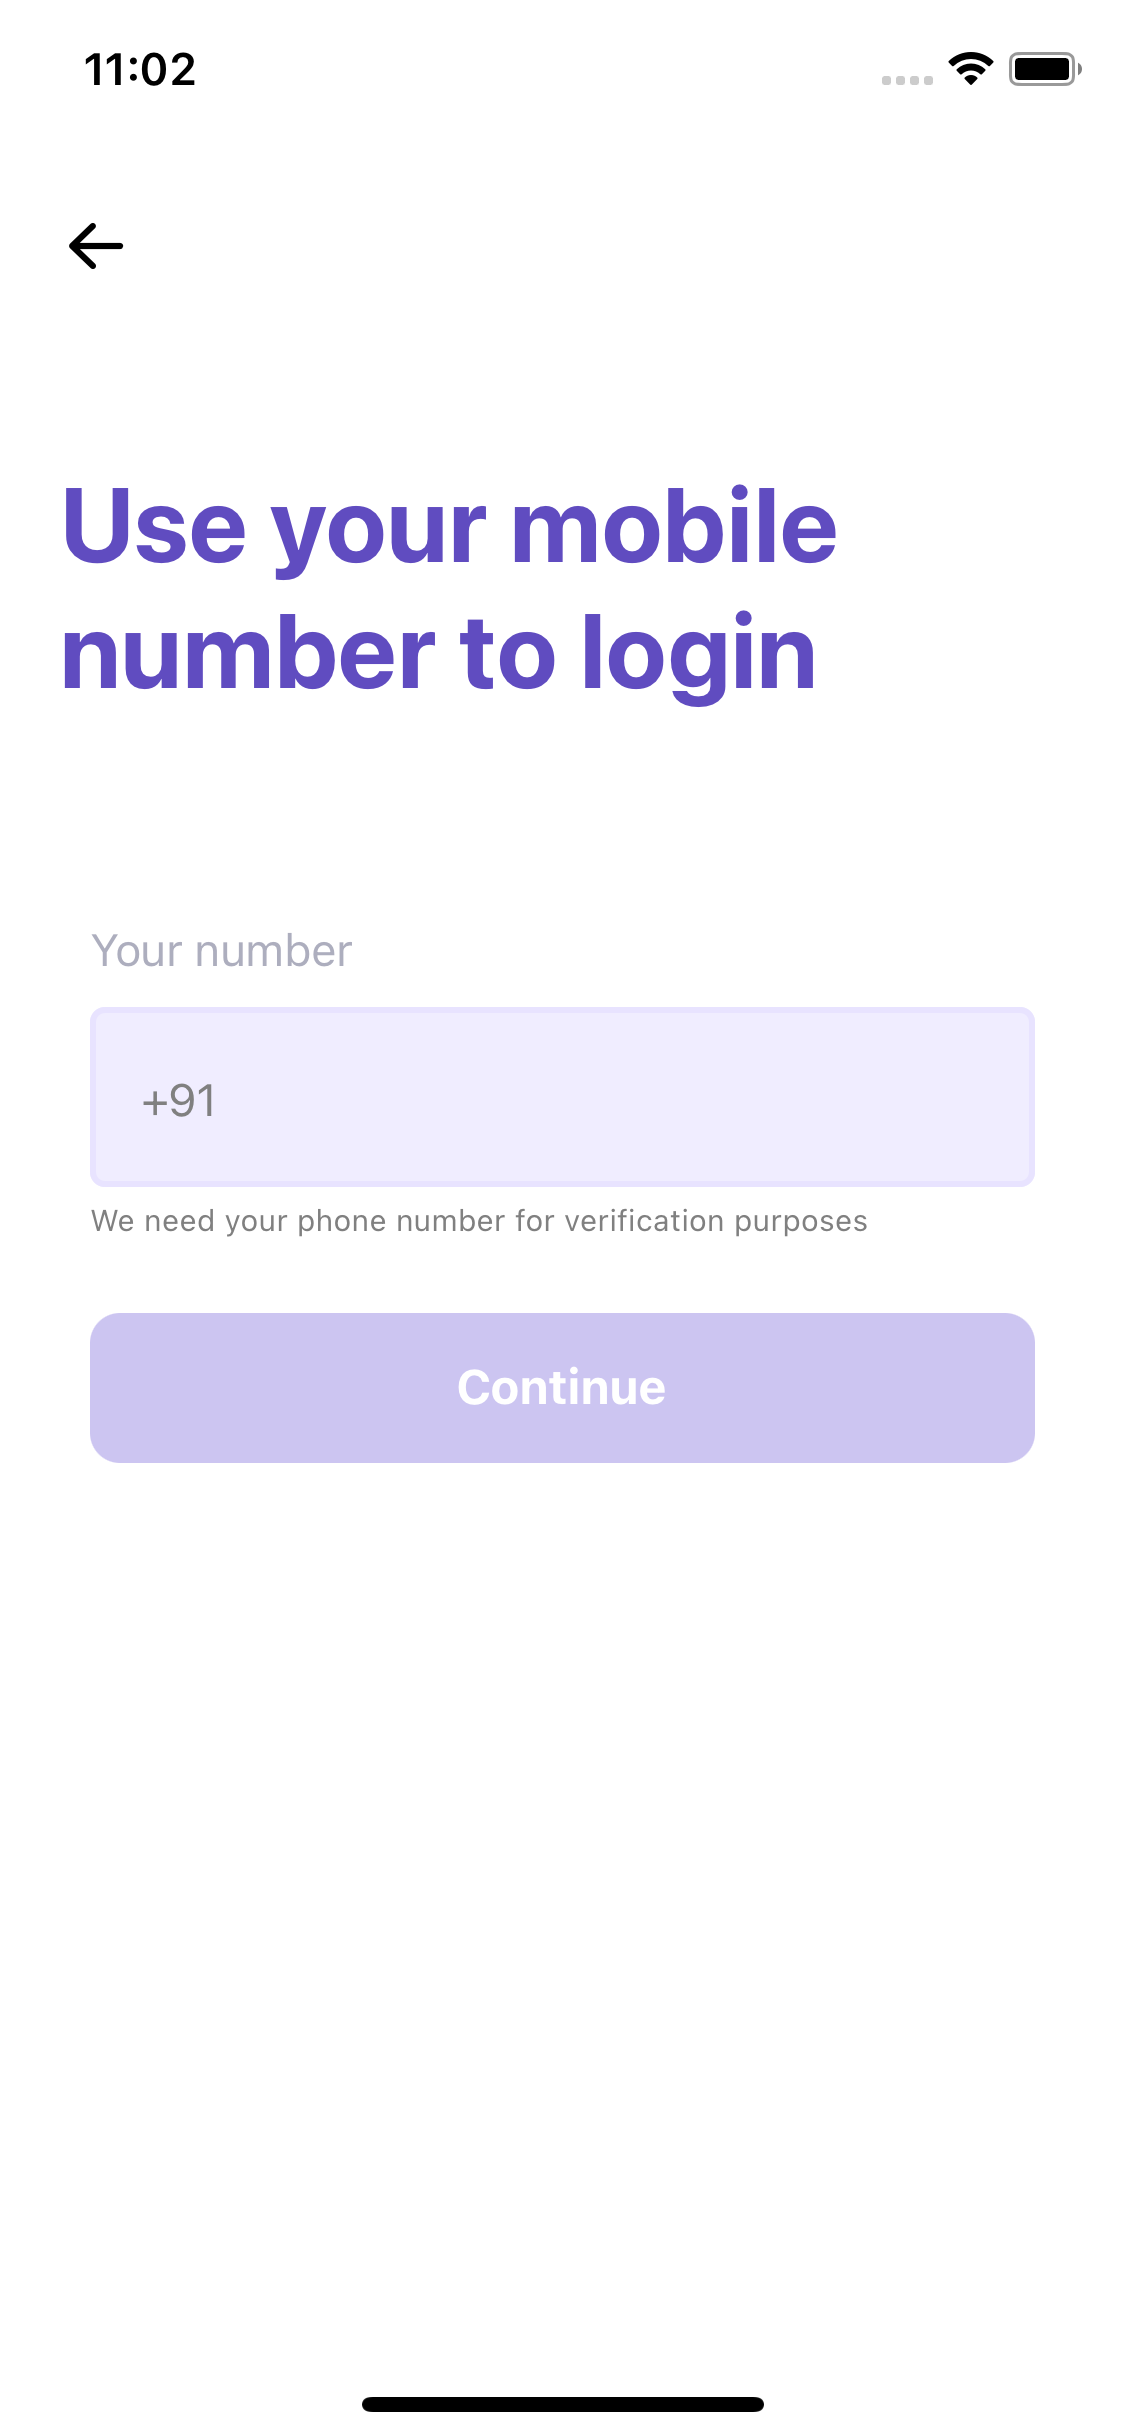 11:02
Use your mobile
number to login
Your number
+91
We need your phone number for verification purposes
Continue